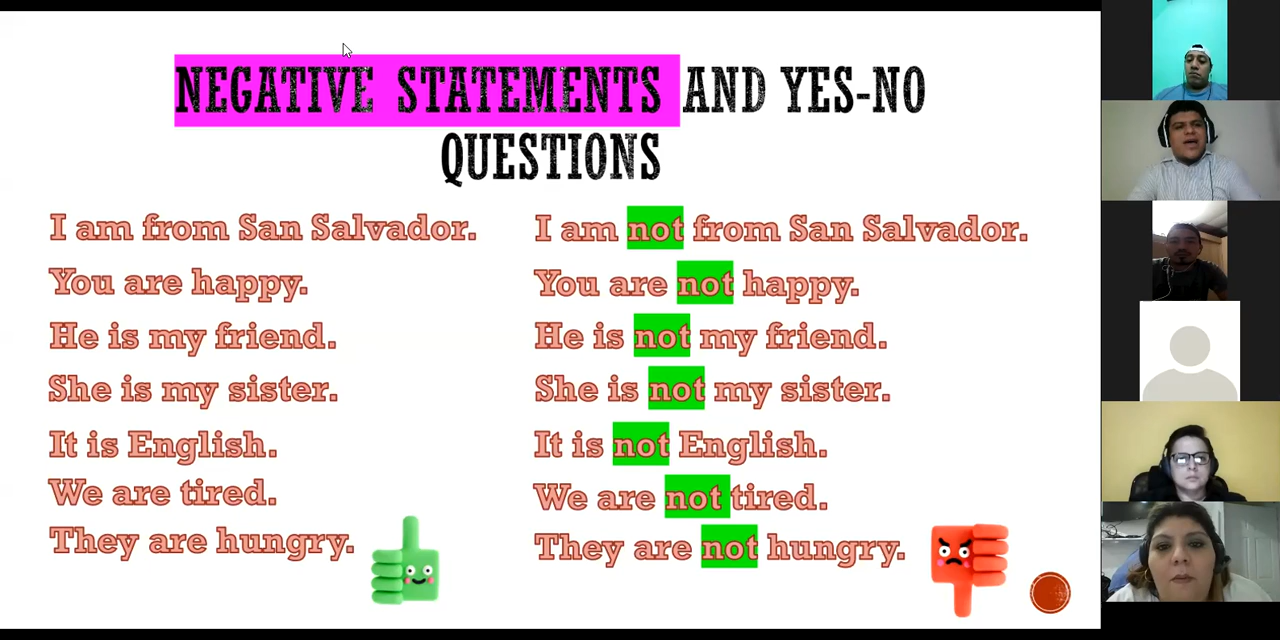 NEGATIVE STATEMENTS AND YES-NO
QUESTIONS
I am from San Salvador.
You are happy.
He is my friend.
She is my sister.
It is English.
We are tired.
They are hungry.
I am not from San Salvador.
You are not happy.
He is not my friend.
She is not my sister.
It is not English.
We are not tired.
They are not hungry.